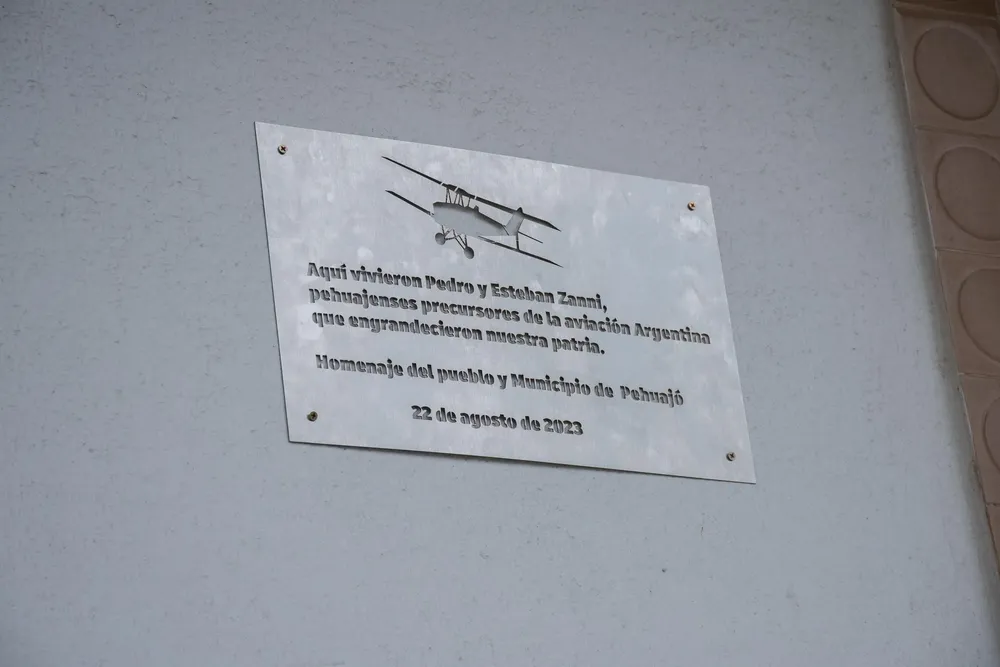 Aquí vivieron Pedro y Esteban Zanni,
pehuajenses precursores de la aviación Argentina
que engrandecieron nuestra patria.
Homenaje del pueblo y Municipio de Pehuajó
22 de agosto de 2023